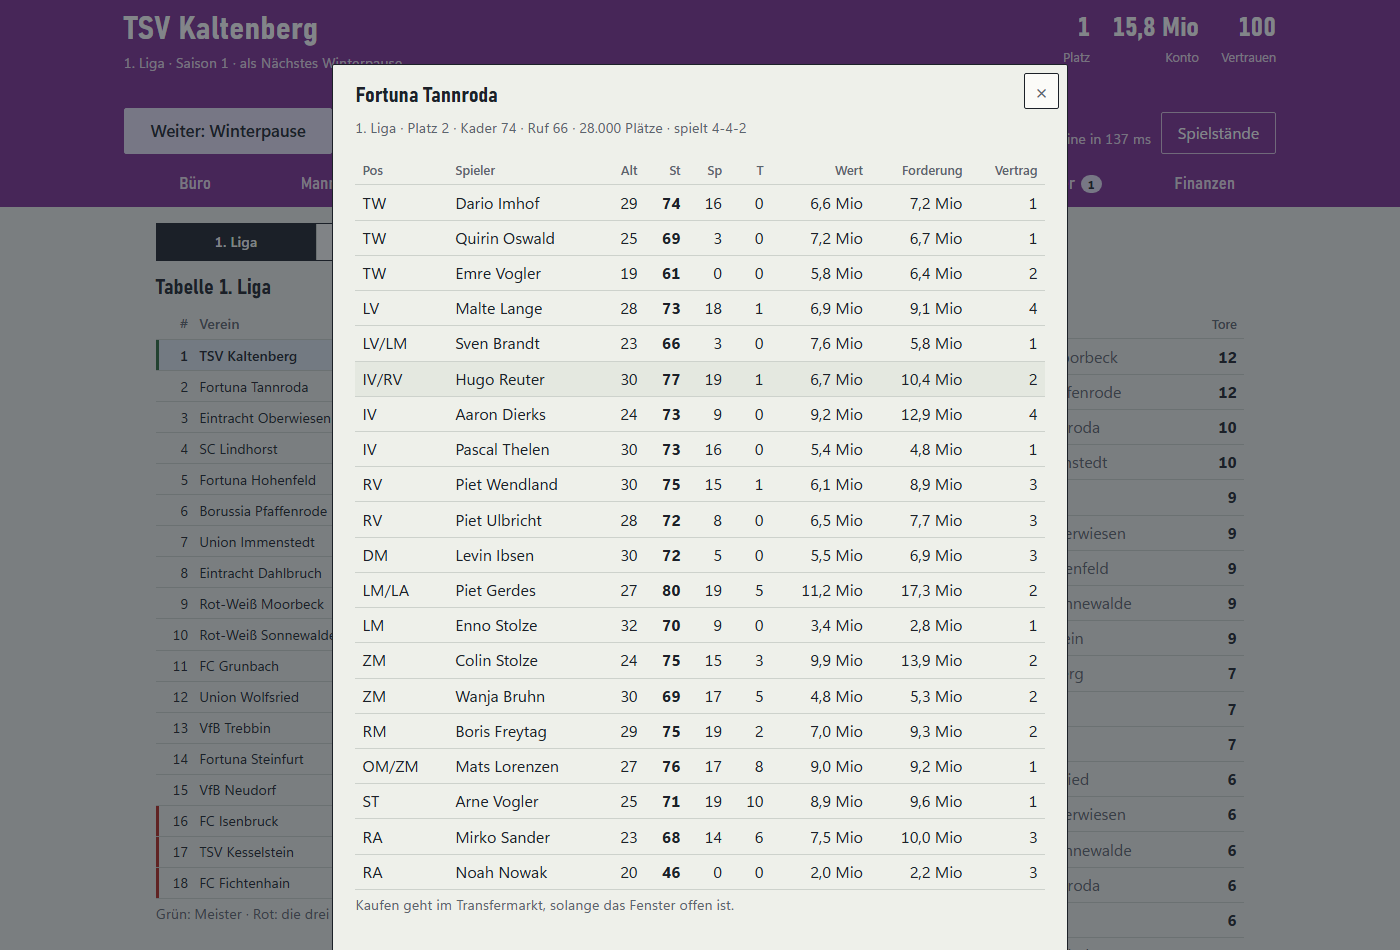 TSV Kaltenberg
1. Liga · Saison 1 · als Nächstes Winterpause
1 15,8 Mio 100
Platz Konto Vertrauen
Weiter: Winterpause
ine in 137 ms
Spielstände
Büro
Finanzen
1
Fortuna Tannroda
×
1. Liga · Platz 2 · Kader 74 · Ruf 66 · 28.000 Plätze · spielt 4-4-2
Pos Spieler Alt St Sp T Wert Forderung Vertrag
TW Dario Imhof 29 74 16 0 6,6 Mio 7,2 Mio 1
TW Quirin Oswald 25 69 3 0 7,2 Mio 6,7 Mio 1
TW Emre Vogler 19 61 0 0 5,8 Mio 6,4 Mio 2
LV Malte Lange 28 73 18 1 6,9 Mio 9,1 Mio 4
LV/LM Sven Brandt 23 66 3 0 7,6 Mio 5,8 Mio 1
IV/RV Hugo Reuter 30 77 19 1 6,7 Mio 10,4 Mio 2
IV Aaron Dierks 24 73 9 0 9,2 Mio 12,9 Mio 4
IV Pascal Thelen 30 73 16 0 5,4 Mio 4,8 Mio 1
RV Piet Wendland 30 75 15 1 6,1 Mio 8,9 Mio 3
RV Piet Ulbricht 28 72 8 0 6,5 Mio 7,7 Mio 3
DM Levin Ibsen 30 72 5 0 5,5 Mio 6,9 Mio 3
LM/LA Piet Gerdes 27 80 19 5 11,2 Mio 17,3 Mio 2
LM Enno Stolze 32 70 9 0 3,4 Mio 2,8 Mio 1
ZM Colin Stolze 24 75 15 3 9,9 Mio 13,9 Mio 2
ZM Wanja Bruhn 30 69 17 5 4,8 Mio 5,3 Mio 2
RM Boris Freytag 29 75 19 2 7,0 Mio 9,3 Mio 2
OM/ZM Mats Lorenzen 27 76 17 8 9,0 Mio 9,2 Mio 1
ST Arne Vogler 25 71 19 10 8,9 Mio 9,6 Mio 1
RA Mirko Sander 23 68 14 6 7,5 Mio 10,0 Mio 3
RA Noah Nowak 20 46 0 0 2,0 Mio 2,2 Mio 3
Kaufen geht im Transfermarkt, solange das Fenster offen ist.
1. Liga
Tabelle 1. Liga
# Verein
1 TSV Kaltenberg
2 Fortuna Tannroda
3 Eintracht Oberwiesen
4 SC Lindhorst
5 Fortuna Hohenfeld
6 Borussia Pfaffenrode
7 Union Immenstedt
8 Eintracht Dahlbruch
9 Rot-Weiß Moorbeck
10 Rot-Weiß Sonnewalde
11 FC Grunbach
12 Union Wolfsried
13 VfB Trebbin
14 Fortuna Steinfurt
15 VfB Neudorf
16 FC Isenbruck
17 TSV Kesselstein
18 FC Fichtenhain
Grün: Meister · Rot: die drei
Tore
oorbeck 12
ffenrode 12
roda 10
nstedt 10
9
erwiesen 9
enfeld 9
nnewalde 9
ein 9
rg 7
7
7
ied 6
erwiesen 6
nnewalde 6
roda 6
6